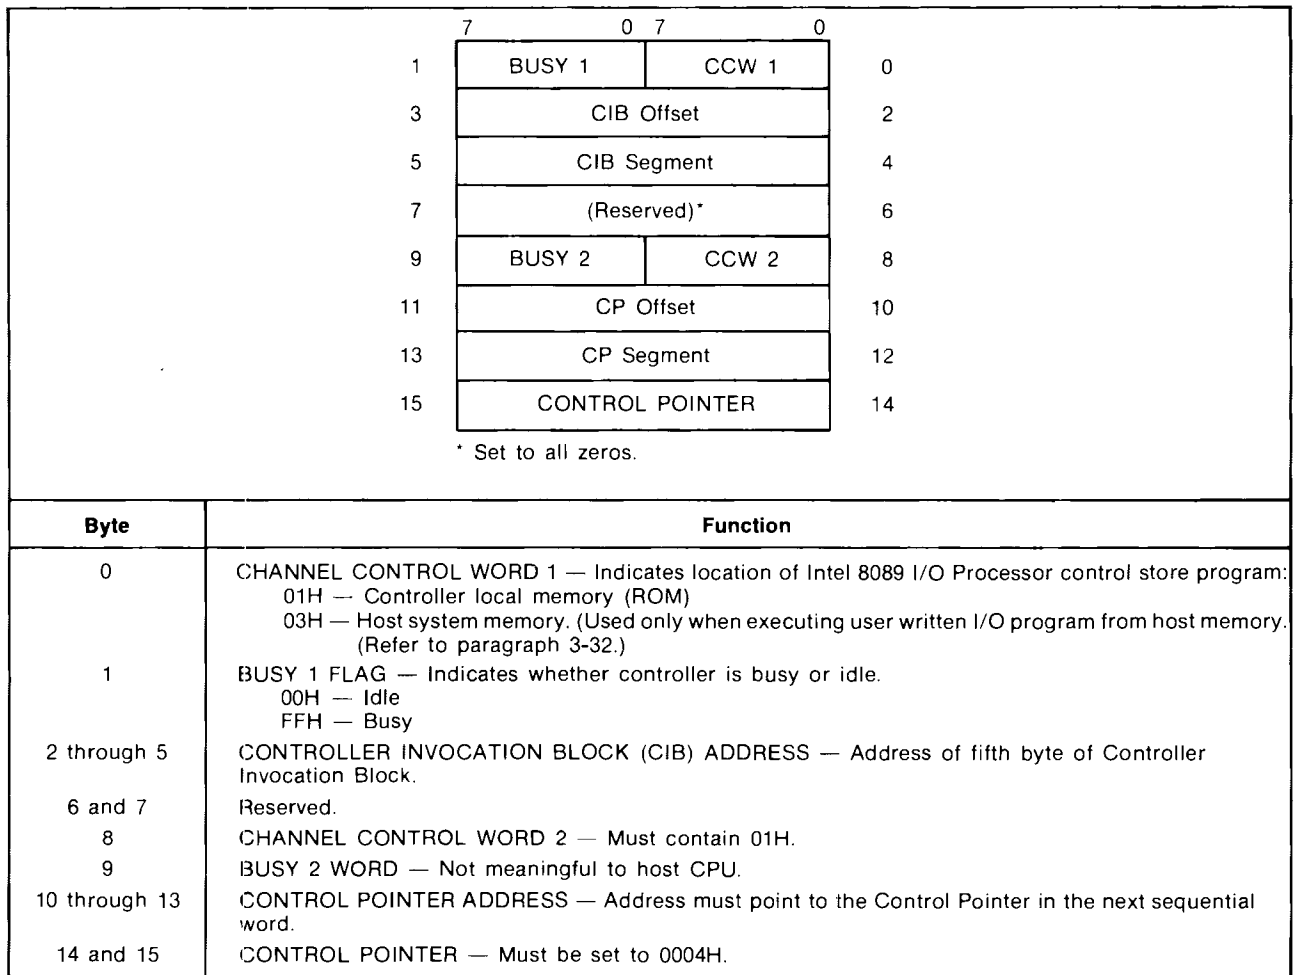 7 0 7 0
1 BUSY 1 CCW 1 0
3 CIB Offset 2
5 CIB Segment 4
7 (Reserved)* 6
9 BUSY 2 CCW 2 8
11 CP Offset 10
13 CP Segment 12
15 CONTROL POINTER 14
* Set to all zeros.
Byte Function
0 CHANNEL CONTROL WORD 1 — Indicates location of Intel 8089 I/O Processor control store program:
01H — Controller local memory (ROM)
03H — Host system memory. (Used only when executing user written I/O program from host memory.
(Refer to paragraph 3-32.)
1 BUSY 1 FLAG — Indicates whether controller is busy or idle.
00H — Idle
FFH — Busy
2 through 5 CONTROLLER INVOCATION BLOCK (CIB) ADDRESS — Address of fifth byte of Controller
Invocation Block.
6 and 7 Reserved.
8 CHANNEL CONTROL WORD 2 — Must contain 01H.
9 BUSY 2 WORD — Not meaningful to host CPU.
10 through 13 CONTROL POINTER ADDRESS — Address must point to the Control Pointer in the next sequential
word.
14 and 15 CONTROL POINTER — Must be set to 0004H.